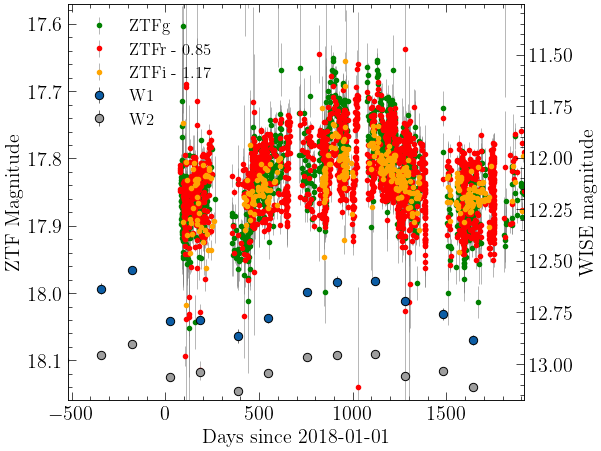 ZTFg
ZTFr - 0.85
ZTFi - 1.17
W1
W2
17.6
17.7
17.8
17.9
18.0
18.1
ZTF Magnitude
11.50
11.75
12.00
12.25
12.50
12.75
13.00
WISE magnitude
−500
0
500
1000
1500
Days since 2018-01-01